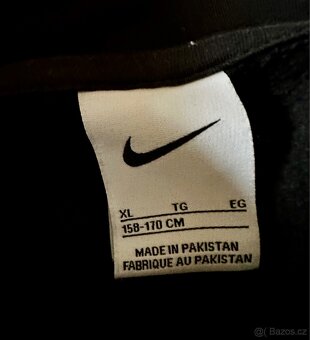 XL TG EG
158-170 CM
MADE IN PAKISTAN
FABRIQUE AU PAKISTAN
© Bazos.cz